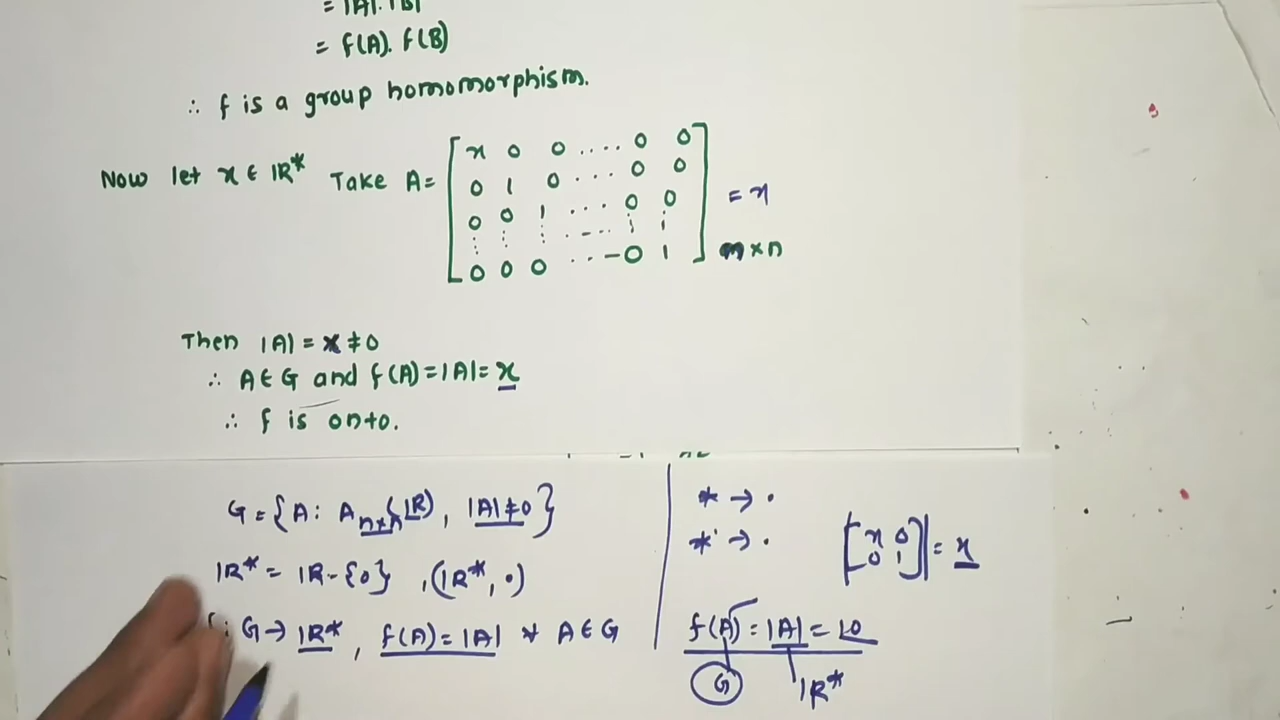 = |A|. |B|
= f(A). f(B)
∴ f is a group homomorphism.
Now let x ∈ IR* Take A=
x 0 0 .... 0 0
0 1 0 ... 0 0
0 0 1 ... 0 0
0 0 0 ... 0 1
= x
n×n
Then |A| = x ≠ 0
∴ A ∈ G and f(A) = |A| = x
∴ f is onto.
G = {A : A n×n (IR), |A| ≠ 0}
IR* = IR - {0} , (IR*, •)
f: G → IR* , f(A) = |A| ∀ A ∈ G
* → •
*' → •
|[x 0
0 1]| = x
f(A) = |A| = 10
G
IR*